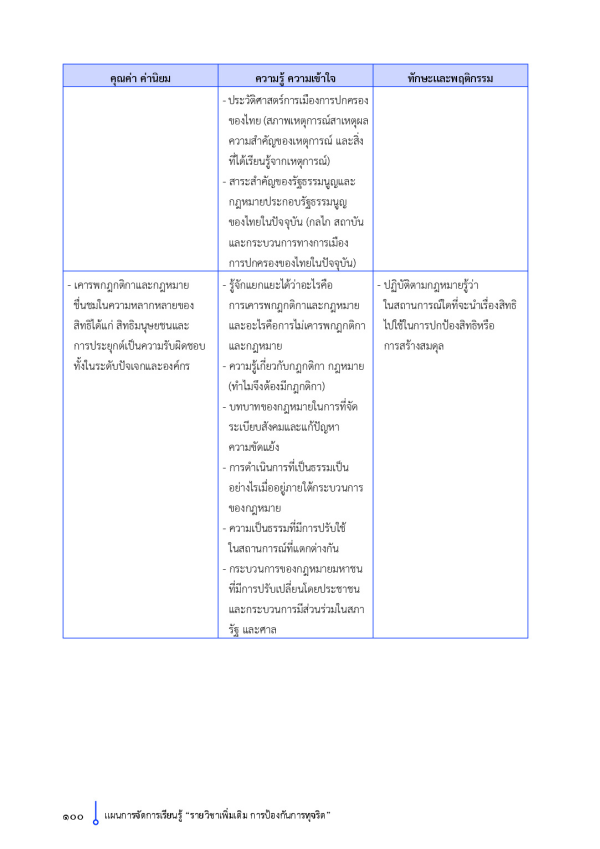 คุณค่า ค่านิยม
ความรู้ ความเข้าใจ
ทักษะและพฤติกรรม
- ประวัติศาสตร์การเมืองการปกครอง
ของไทย (สภาพเหตุการณ์สาเหตุผล
ความสำคัญของเหตุการณ์ และสิ่ง
ที่ได้เรียนรู้จากเหตุการณ์)
- สาระสำคัญของรัฐธรรมนูญและ
กฎหมายประกอบรัฐธรรมนูญ
ของไทยในปัจจุบัน (กลไก สถาบัน
และกระบวนการทางการเมือง
การปกครองของไทยในปัจจุบัน)
- เคารพกฎกติกาและกฎหมาย
ชื่นชมในความหลากหลายของ
สิทธิได้แก่ สิทธิมนุษยชนและ
การประยุกต์เป็นความรับผิดชอบ
ทั้งในระดับปัจเจกและองค์กร
- รู้จักแยกแยะได้ว่าอะไรคือ
การเคารพกฎกติกาและกฎหมาย
และอะไรคือการไม่เคารพกฎกติกา
และกฎหมาย
- ความรู้เกี่ยวกับกฎกติกา กฎหมาย
(ทำไมจึงต้องมีกฎกติกา)
- บทบาทของกฎหมายในการที่จัด
ระเบียบสังคมและแก้ปัญหา
ความขัดแย้ง
- การดำเนินการที่เป็นธรรมเป็น
อย่างไรเมื่ออยู่ภายใต้กระบวนการ
ของกฎหมาย
- ความเป็นธรรมที่มีการปรับใช้
ในสถานการณ์ที่แตกต่างกัน
- กระบวนการของกฎหมายมหาชน
ที่มีการปรับเปลี่ยนโดยประชาชน
และกระบวนการมีส่วนร่วมในสภา
รัฐ และศาล
- ปฏิบัติตามกฎหมายรู้ว่า
ในสถานการณ์ใดที่จะนำเรื่องสิทธิ
ไปใช้ในการปกป้องสิทธิหรือ
การสร้างสมดุล
๑๐๐ แผนการจัดการเรียนรู้ “รายวิชาเพิ่มเติม การป้องกันการทุจริต”